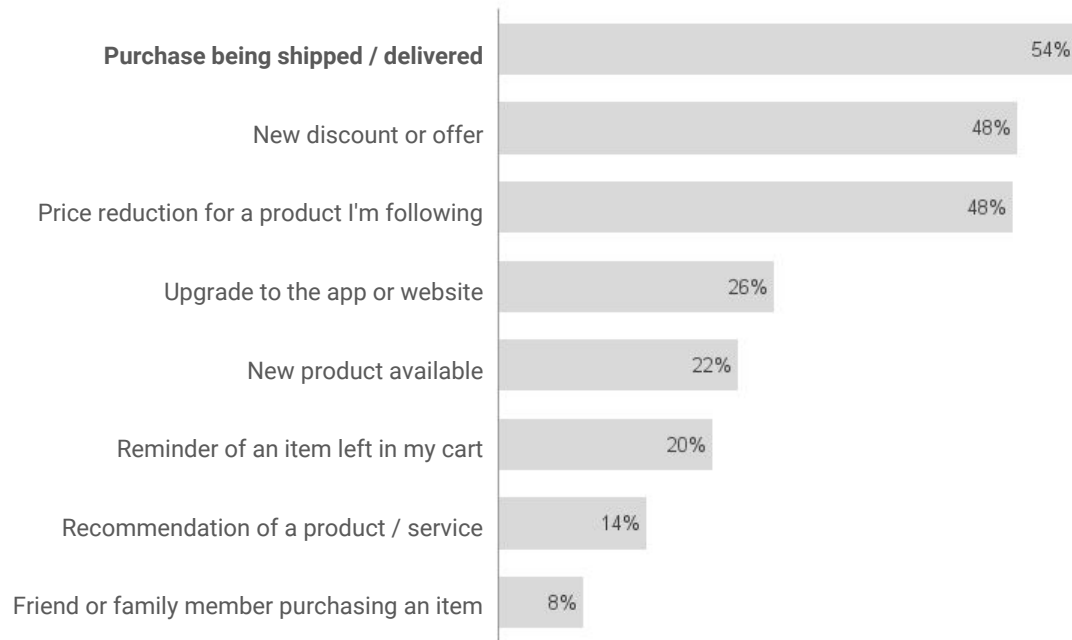 Purchase being shipped / delivered 54%
New discount or offer 48%
Price reduction for a product I'm following 48%
Upgrade to the app or website 26%
New product available 22%
Reminder of an item left in my cart 20%
Recommendation of a product / service 14%
Friend or family member purchasing an item 8%